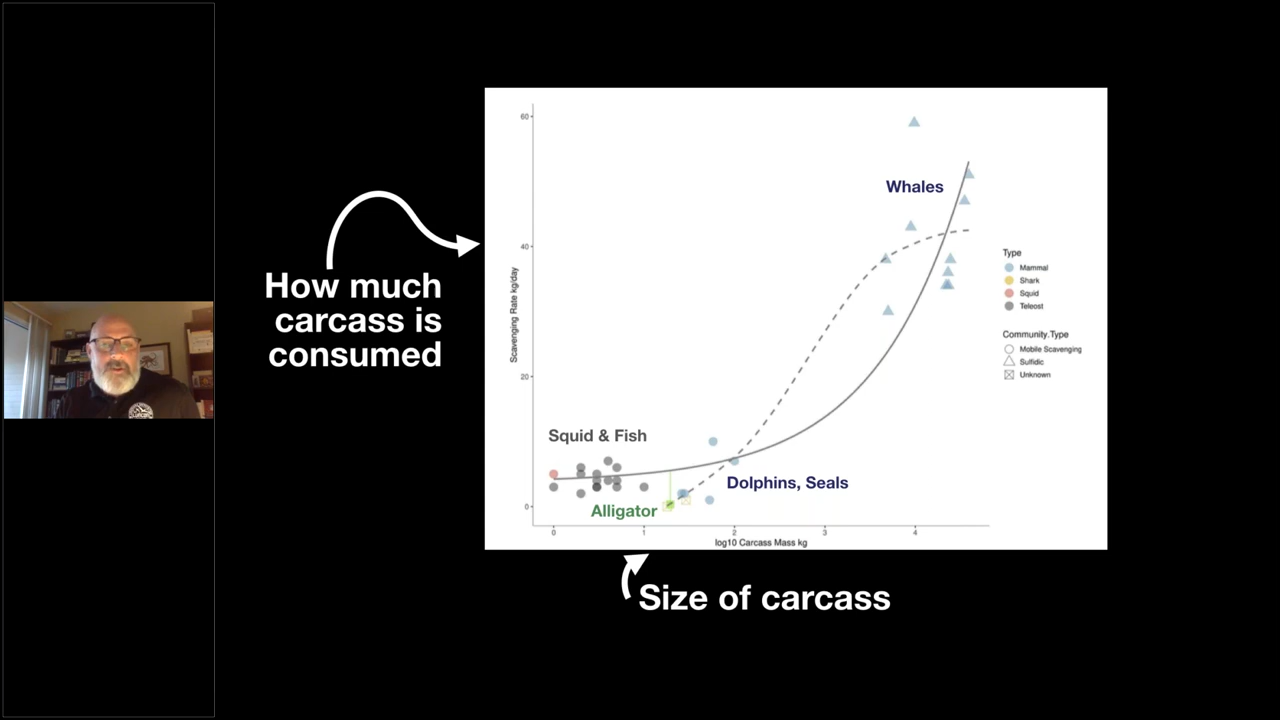 How much
carcass is
consumed
60
40
20
0
Scavenging Rate kg/day
Whales
Squid & Fish
Dolphins, Seals
Alligator
0
1
2
3
4
log10 Carcass Mass kg
Type
Mammal
Shark
Squid
Teleost
Community.Type
Mobile Scavenging
Sulfidic
Unknown
Size of carcass